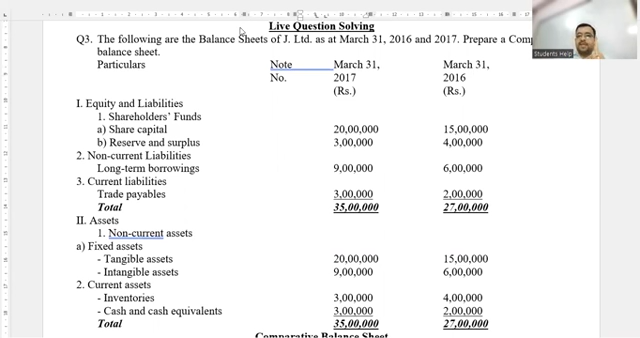 Live Question Solving
Q3. The following are the Balance Sheets of J. Ltd. as at March 31, 2016 and 2017. Prepare a
balance sheet.
Particulars Note March 31, March 31,
No. 2017 2016
(Rs.) (Rs.)
I. Equity and Liabilities
1. Shareholders' Funds
a) Share capital 20,00,000 15,00,000
b) Reserve and surplus 3,00,000 4,00,000
2. Non-current Liabilities
Long-term borrowings 9,00,000 6,00,000
3. Current liabilities
Trade payables 3,00,000 2,00,000
Total 35,00,000 27,00,000
II. Assets
1. Non-current assets
a) Fixed assets
- Tangible assets 20,00,000 15,00,000
- Intangible assets 9,00,000 6,00,000
2. Current assets
- Inventories 3,00,000 4,00,000
- Cash and cash equivalents 3,00,000 2,00,000
Total 35,00,000 27,00,000
Comparative Balance Sheet
Students Help